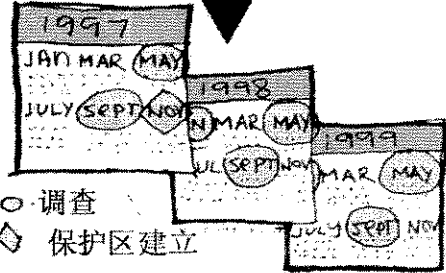 1997
JAN MAR MAY
JULY SEPT NOV
1998
N MAR MAY
UL SEPT NOV
1999
MAR MAY
JULY SEPT NOV
调查
保护区建立